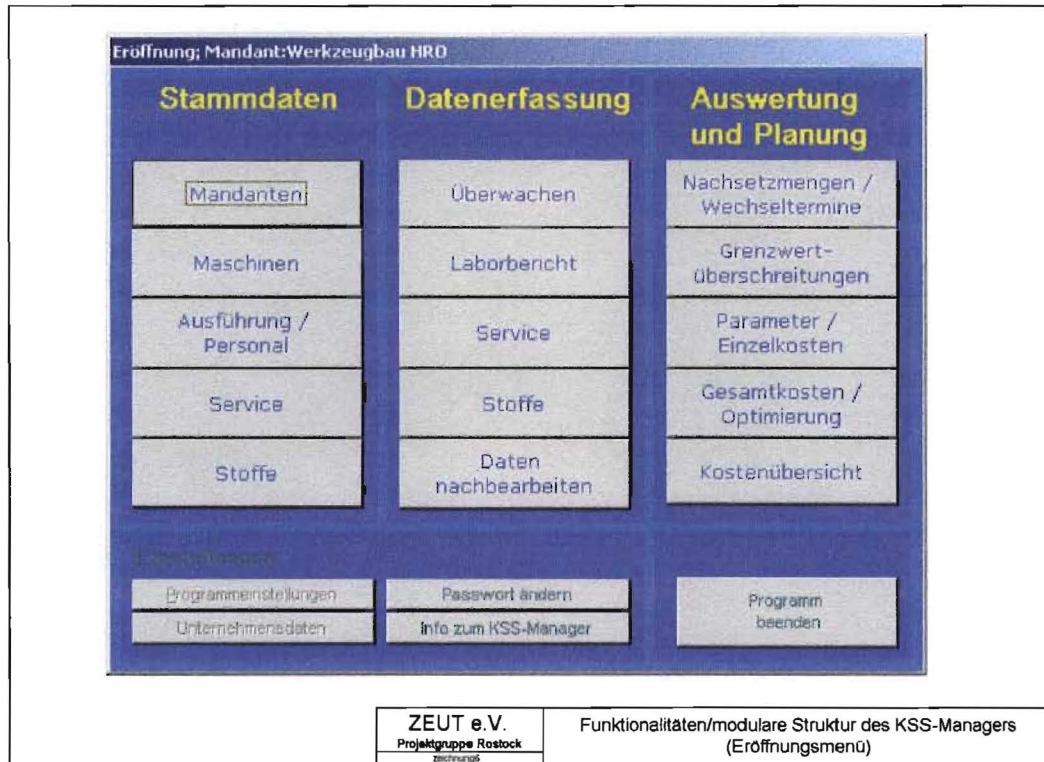 Eröffnung; Mandant:Werkzeugbau HRO
Stammdaten
Mandanten
Maschinen
Ausführung /
Personal
Service
Stoffe
Datenerfassung
Überwachen
Laborbericht
Service
Stoffe
Daten
nachbearbeiten
Auswertung
und Planung
Nachsetzmengen /
Wechseltermine
Grenzwert-
überschreitungen
Parameter /
Einzelkosten
Gesamtkosten /
Optimierung
Kostenübersicht
Programmeinstellungen
Unternehmensdaten
Passwort ändern
Info zum KSS-Manager
Programm
beenden
ZEUT e.V.
Projektgruppe Rostock
zeichnung6
Funktionalitäten/modulare Struktur des KSS-Managers
(Eröffnungsmenü)